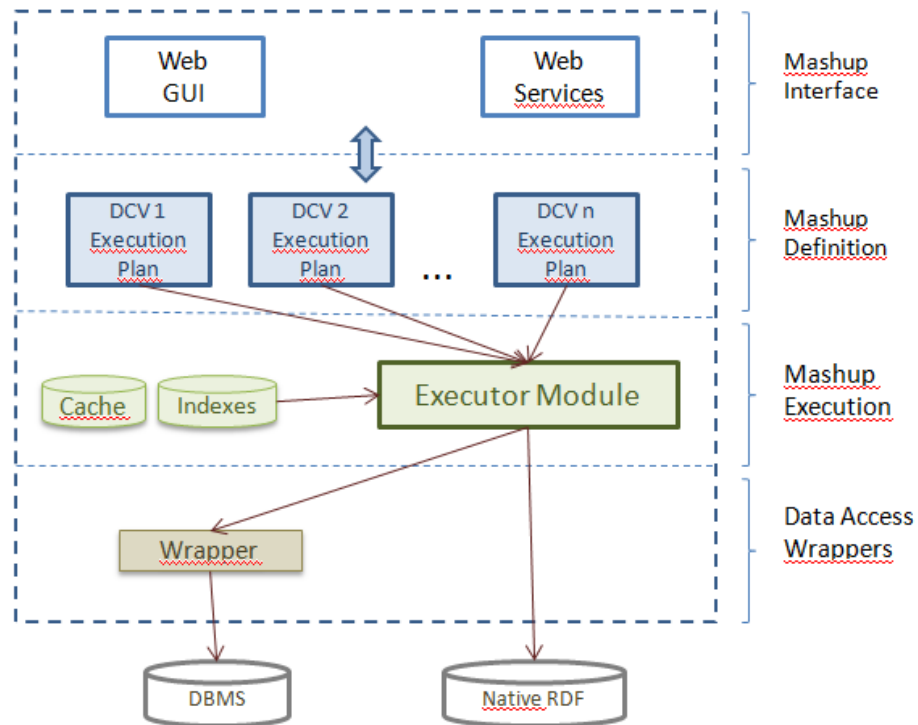 Web
GUI
Web
Services
Mashup
Interface
DCV 1
Execution
Plan
DCV 2
Execution
Plan
...
DCV n
Execution
Plan
Mashup
Definition
Cache
Indexes
Executor Module
Mashup
Execution
Wrapper
Data Access
Wrappers
DBMS
Native RDF